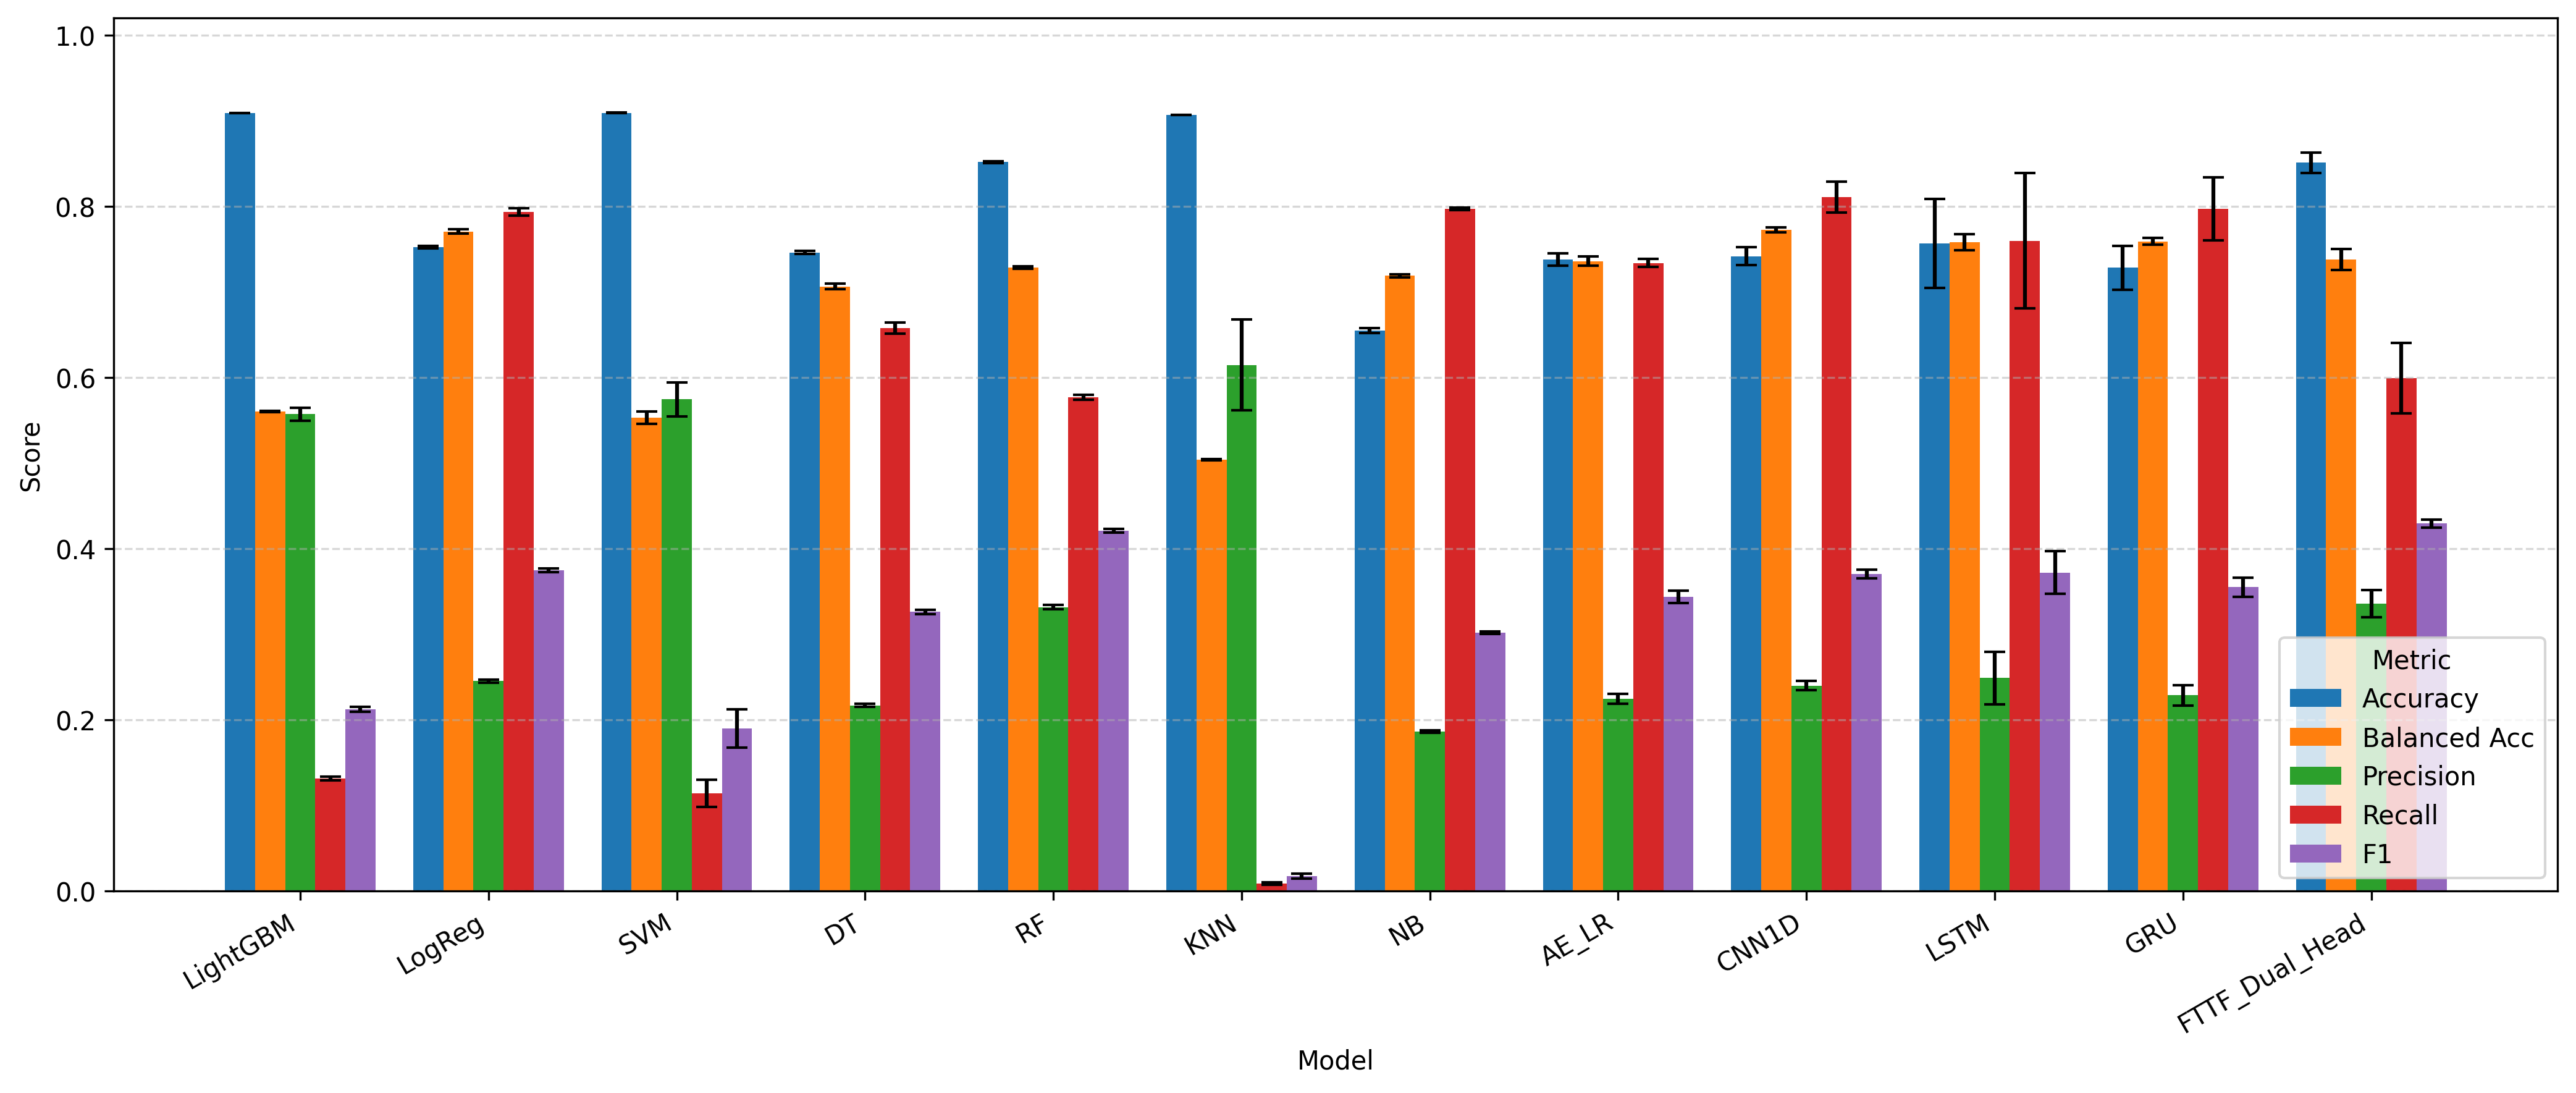 1.0
0.8
0.6
0.4
0.2
0.0
Score
LightGBM
LogReg
SVM
DT
RF
KNN
NB
AE_LR
CNN1D
LSTM
GRU
FTTF_Dual_Head
Model
Metric
Accuracy
Balanced Acc
Precision
Recall
F1